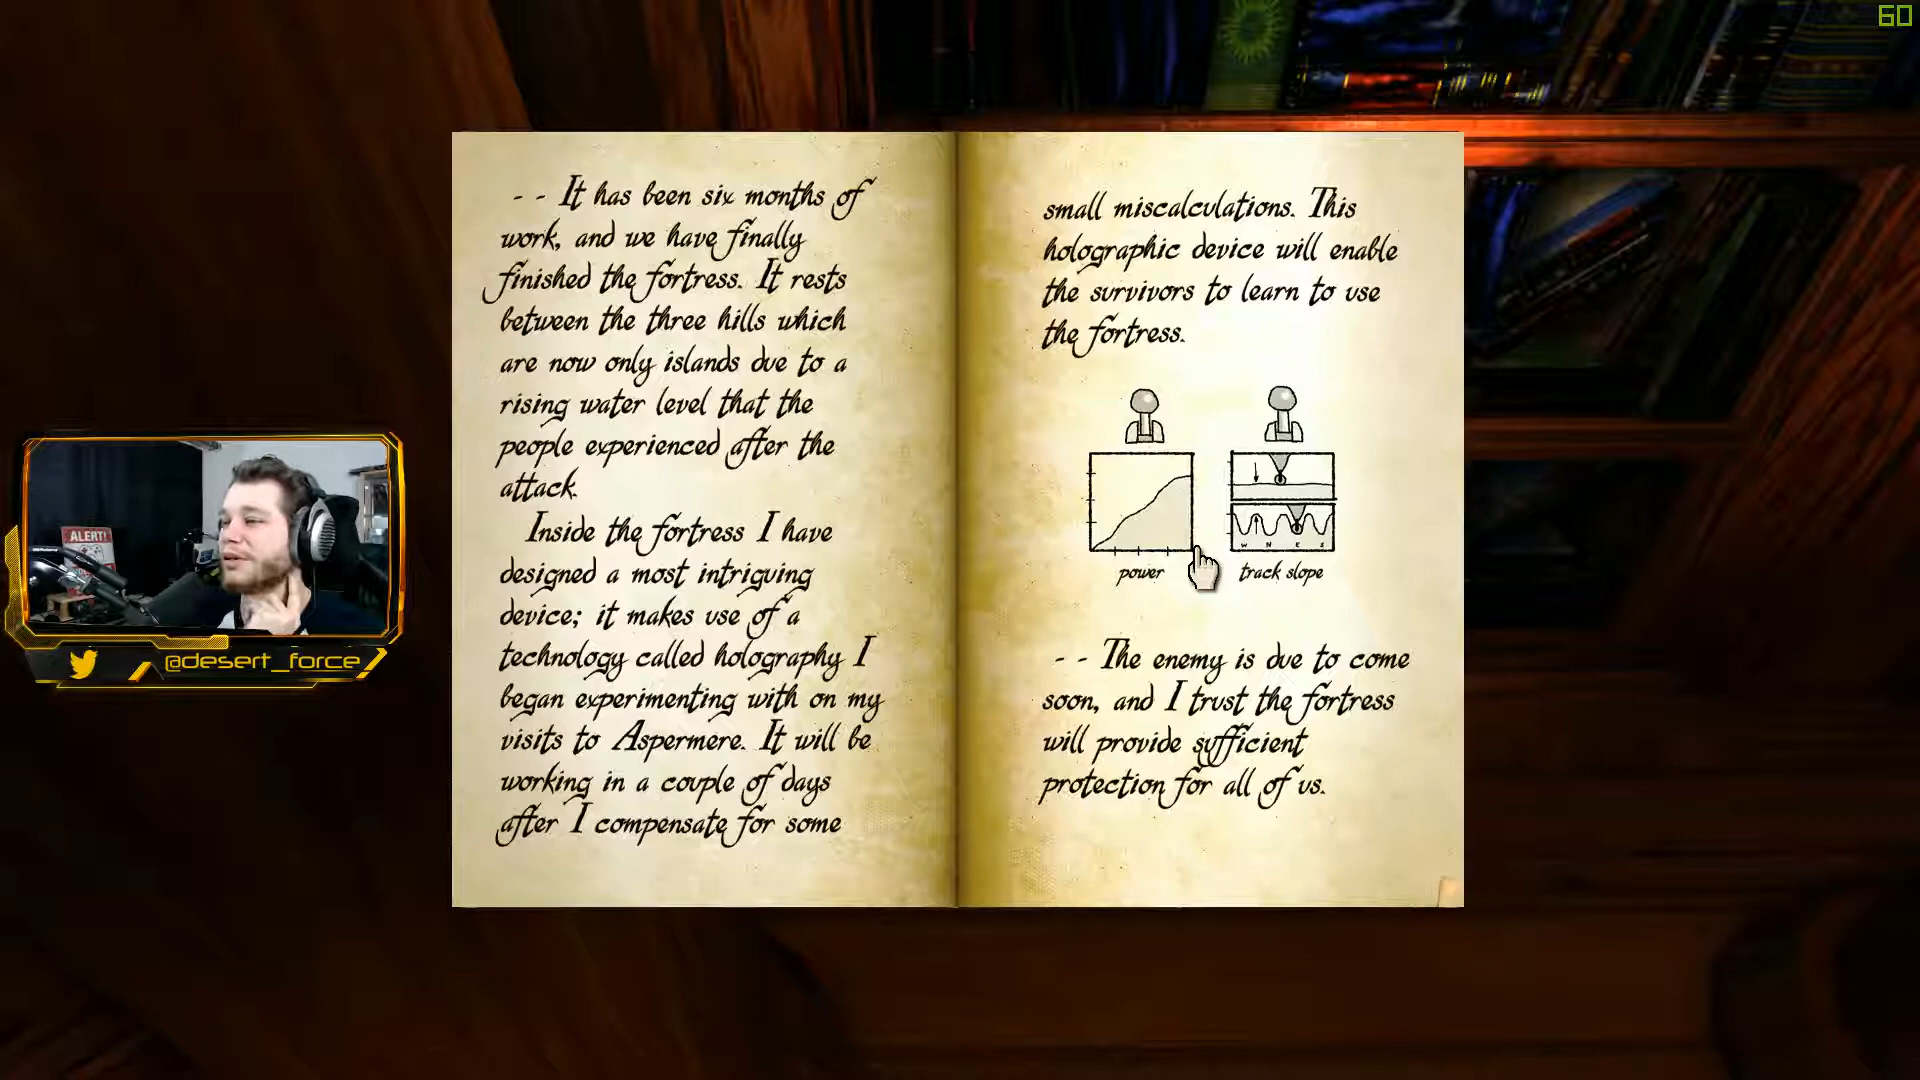 60
- - It has been six months of
work, and we have finally
finished the fortress. It rests
between the three hills which
are now only islands due to a
rising water level that the
people experienced after the
attack.
Inside the fortress I have
designed a most intriguing
device; it makes use of a
technology called holography I
began experimenting with on my
visits to Aspermere. It will be
working in a couple of days
after I compensate for some
small miscalculations. This
holographic device will enable
the survivors to learn to use
the fortress.
W N E S
power
track slope
- - The enemy is due to come
soon, and I trust the fortress
will provide sufficient
protection for all of us.
ALERT!
@desert_force